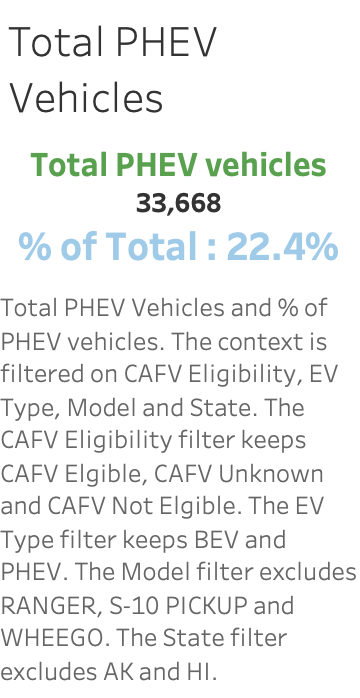 Total PHEV
Vehicles
Total PHEV vehicles
33,668
% of Total : 22.4%
Total PHEV Vehicles and % of
PHEV vehicles. The context is
filtered on CAFV Eligibility, EV
Type, Model and State. The
CAFV Eligibility filter keeps
CAFV Elgible, CAFV Unknown
and CAFV Not Elgible. The EV
Type filter keeps BEV and
PHEV. The Model filter excludes
RANGER, S-10 PICKUP and
WHEEGO. The State filter
excludes AK and HI.